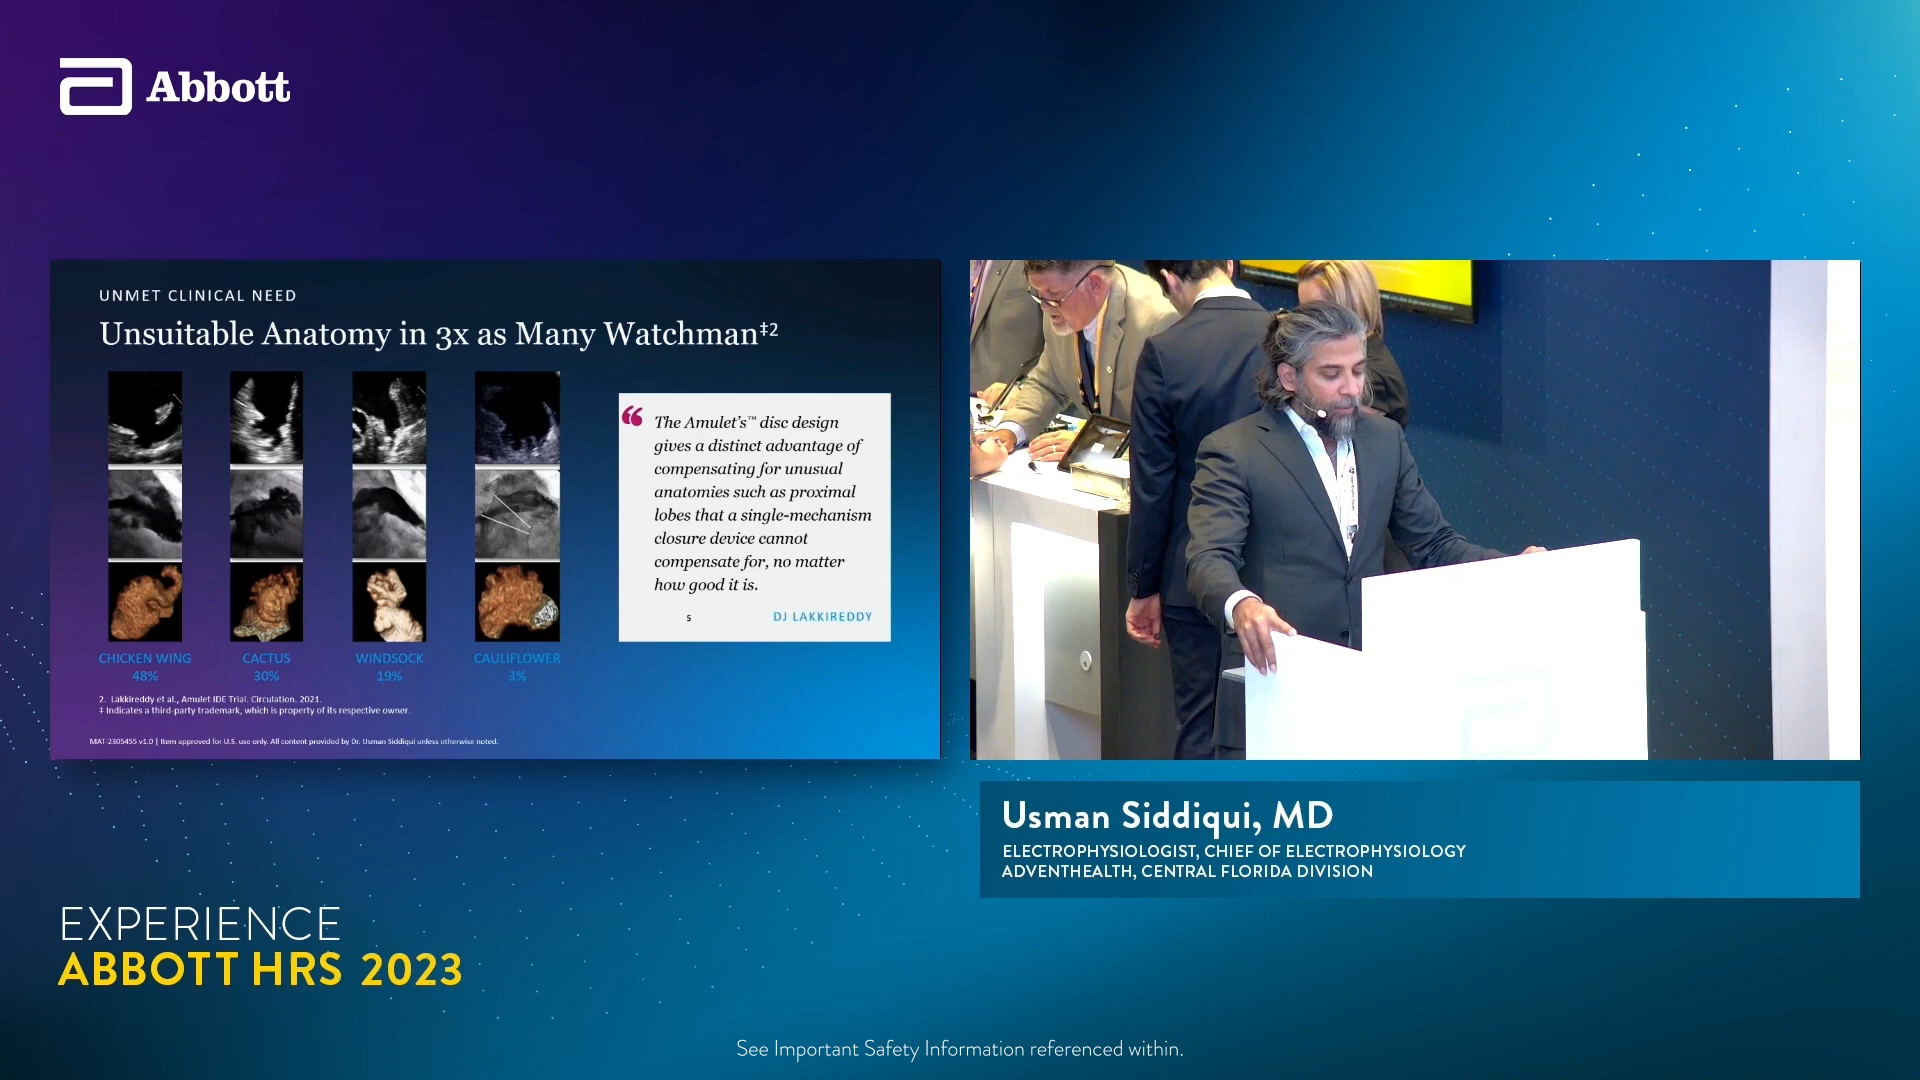 Abbott
UNMET CLINICAL NEED
Unsuitable Anatomy in 3x as Many Watchman‡2
“
The Amulet's™ disc design
gives a distinct advantage of
compensating for unusual
anatomies such as proximal
lobes that a single-mechanism
closure device cannot
compensate for, no matter
how good it is.
5 DJ LAKKIREDDY
CHICKEN WING CACTUS WINDSOCK CAULIFLOWER
48% 30% 19% 3%
2. Lakkireddy et al., Amulet IDE Trial. Circulation. 2021.
‡ Indicates a third-party trademark, which is property of its respective owner.
MAT-2305455 v1.0 | Item approved for U.S. use only. All content provided by Dr. Usman Siddiqui unless otherwise noted.
Usman Siddiqui, MD
ELECTROPHYSIOLOGIST, CHIEF OF ELECTROPHYSIOLOGY
ADVENTHEALTH, CENTRAL FLORIDA DIVISION
EXPERIENCE
ABBOTT HRS 2023
See Important Safety Information referenced within.